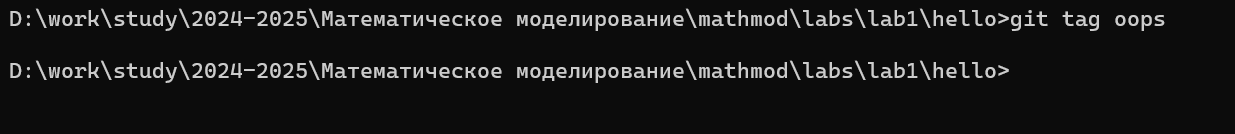 D:\work\study\2024-2025\Математическое моделирование\mathmod\labs\lab1\hello>git tag oops
D:\work\study\2024-2025\Математическое моделирование\mathmod\labs\lab1\hello>